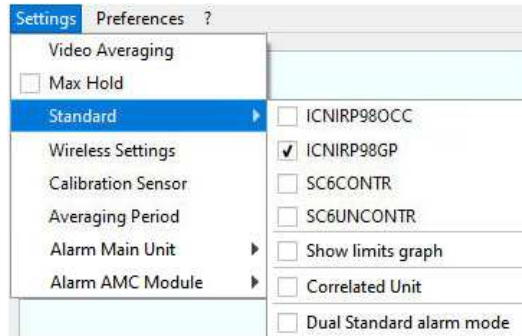 Settings Preferences ?
Video Averaging
Max Hold
Standard
Wireless Settings
Calibration Sensor
Averaging Period
Alarm Main Unit
Alarm AMC Module
ICNIRP98OCC
ICNIRP98GP
SC6CONTR
SC6UNCONTR
Show limits graph
Correlated Unit
Dual Standard alarm mode